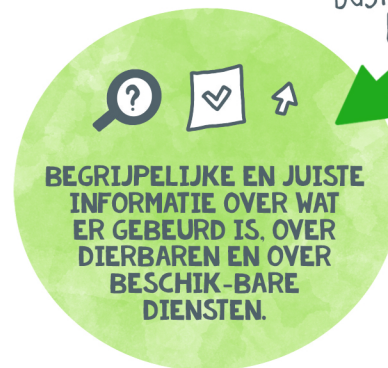 BEGRIJPELIJKE EN JUISTE
INFORMATIE OVER WAT
ER GEBEURD IS, OVER
DIERBAREN EN OVER
BESCHIK-BARE
DIENSTEN.